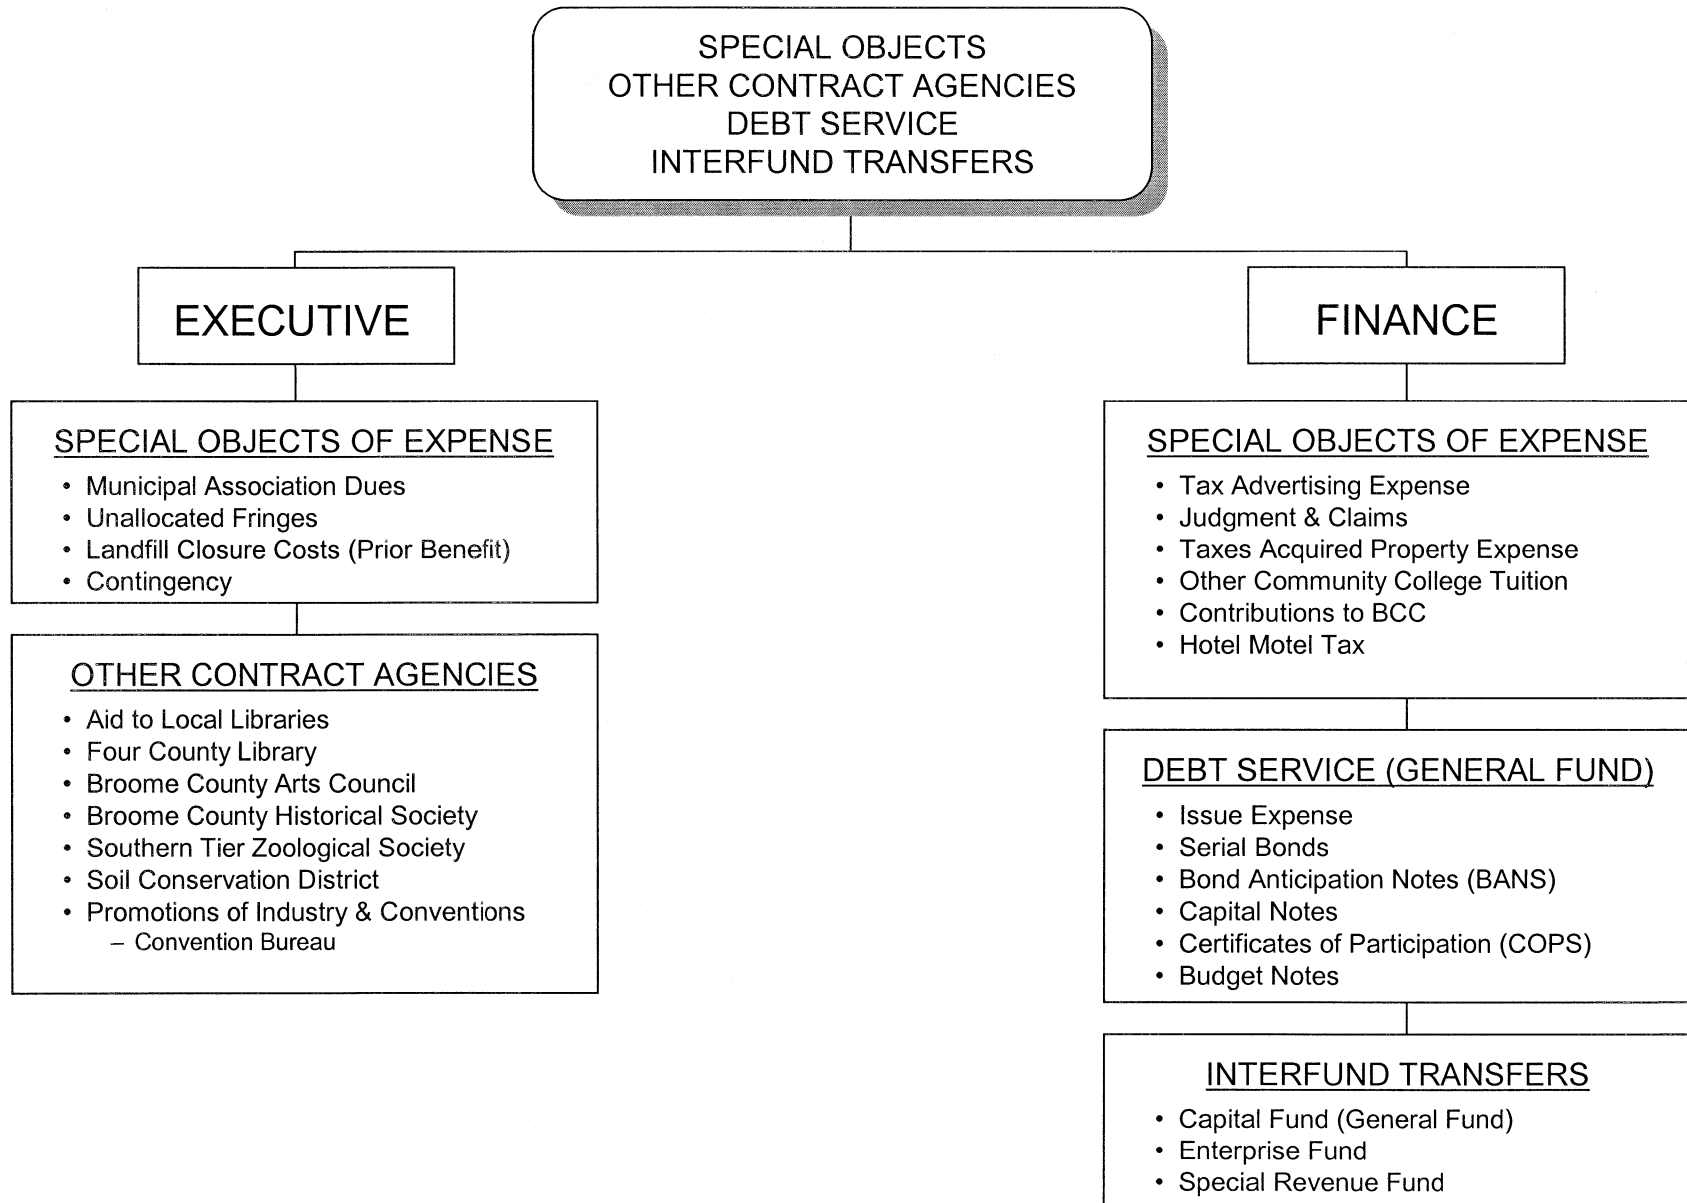 SPECIAL OBJECTS
OTHER CONTRACT AGENCIES
DEBT SERVICE
INTERFUND TRANSFERS
EXECUTIVE
SPECIAL OBJECTS OF EXPENSE
• Municipal Association Dues
• Unallocated Fringes
• Landfill Closure Costs (Prior Benefit)
• Contingency
OTHER CONTRACT AGENCIES
• Aid to Local Libraries
• Four County Library
• Broome County Arts Council
• Broome County Historical Society
• Southern Tier Zoological Society
• Soil Conservation District
• Promotions of Industry & Conventions
– Convention Bureau
FINANCE
SPECIAL OBJECTS OF EXPENSE
• Tax Advertising Expense
• Judgment & Claims
• Taxes Acquired Property Expense
• Other Community College Tuition
• Contributions to BCC
• Hotel Motel Tax
DEBT SERVICE (GENERAL FUND)
• Issue Expense
• Serial Bonds
• Bond Anticipation Notes (BANS)
• Capital Notes
• Certificates of Participation (COPS)
• Budget Notes
INTERFUND TRANSFERS
• Capital Fund (General Fund)
• Enterprise Fund
• Special Revenue Fund